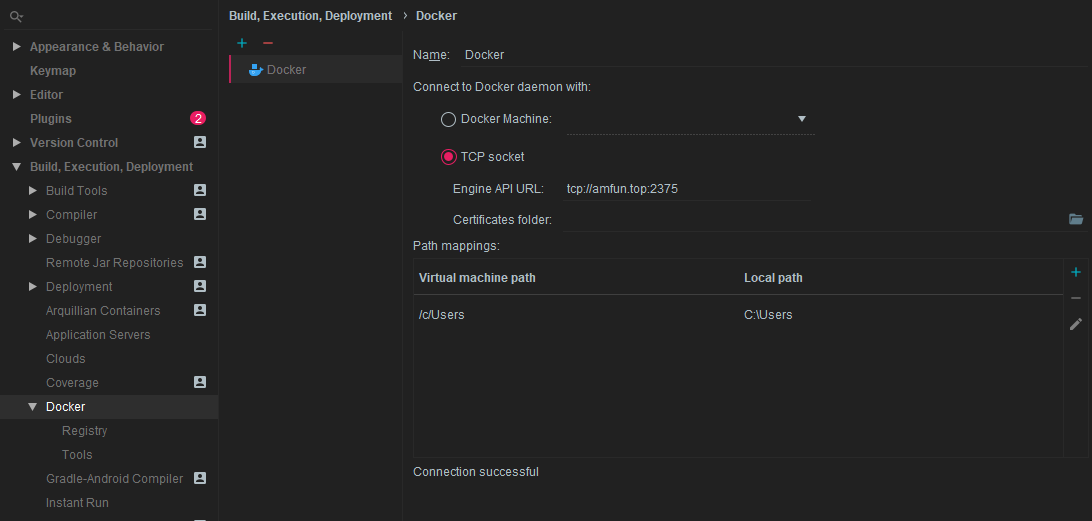 Build, Execution, Deployment › Docker
Appearance & Behavior
Keymap
Editor
Plugins 2
Version Control
Build, Execution, Deployment
Build Tools
Compiler
Debugger
Remote Jar Repositories
Deployment
Arquillian Containers
Application Servers
Clouds
Coverage
Docker
Registry
Tools
Gradle-Android Compiler
Instant Run
Docker
Name: Docker
Connect to Docker daemon with:
Docker Machine:
TCP socket
Engine API URL: tcp://amfun.top:2375
Certificates folder:
Path mappings:
Virtual machine path Local path
/c/Users C:\Users
Connection successful